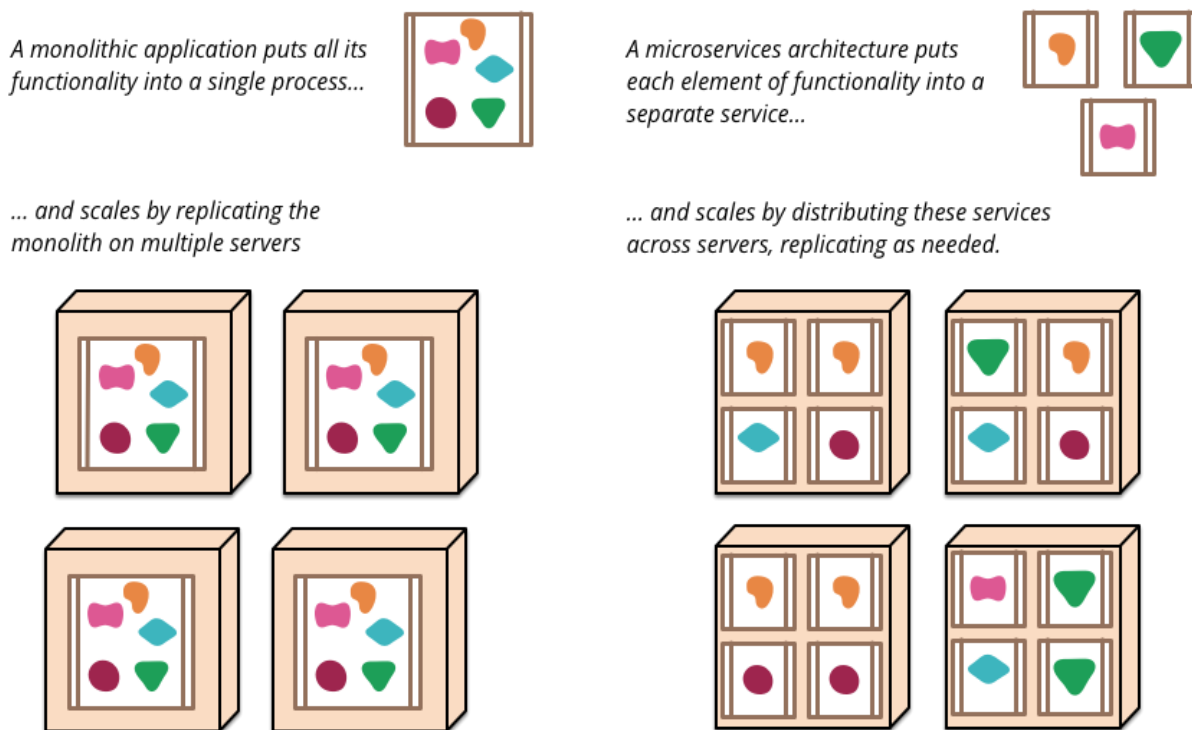 A monolithic application puts all its
functionality into a single process...
... and scales by replicating the
monolith on multiple servers
A microservices architecture puts
each element of functionality into a
separate service...
... and scales by distributing these services
across servers, replicating as needed.